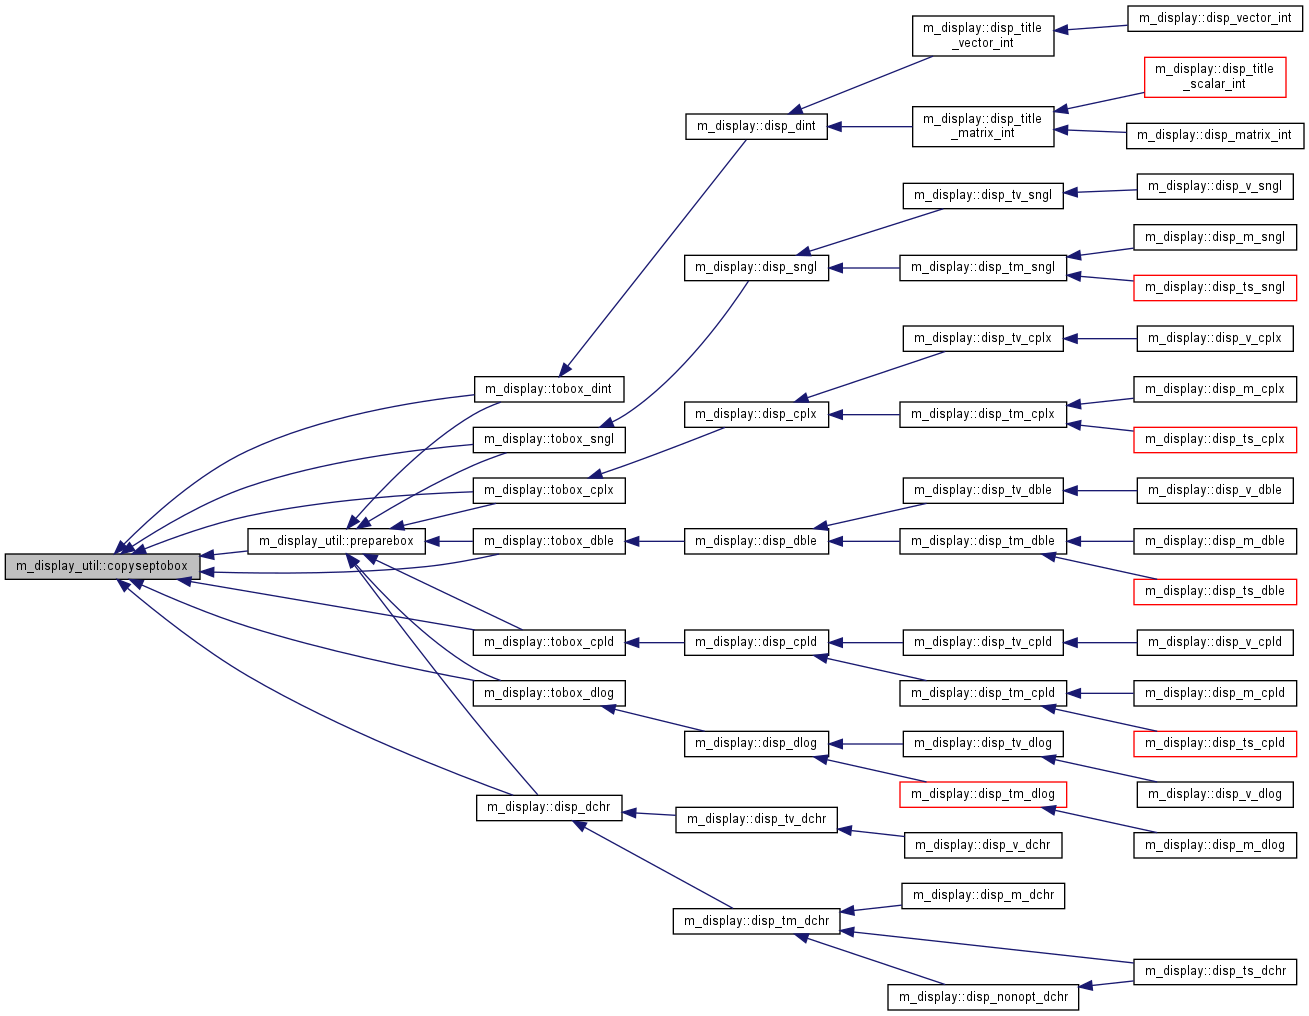 m_display::disp_vector_int
m_display::disp_title
_vector_int
m_display::disp_title
_scalar_int
m_display::disp_dint
m_display::disp_title
_matrix_int
m_display::disp_matrix_int
m_display::disp_v_sngl
m_display::disp_tv_sngl
m_display::disp_m_sngl
m_display::disp_sngl
m_display::disp_tm_sngl
m_display::disp_ts_sngl
m_display::disp_tv_cplx
m_display::disp_v_cplx
m_display::tobox_dint
m_display::disp_m_cplx
m_display::disp_cplx
m_display::disp_tm_cplx
m_display::tobox_sngl
m_display::disp_ts_cplx
m_display::tobox_cplx
m_display::disp_tv_dble
m_display::disp_v_dble
m_display_util::preparebox
m_display::tobox_dble
m_display::disp_dble
m_display::disp_tm_dble
m_display::disp_m_dble
m_display_util::copyseptobox
m_display::disp_ts_dble
m_display::tobox_cpld
m_display::disp_cpld
m_display::disp_tv_cpld
m_display::disp_v_cpld
m_display::tobox_dlog
m_display::disp_tm_cpld
m_display::disp_m_cpld
m_display::disp_dlog
m_display::disp_tv_dlog
m_display::disp_ts_cpld
m_display::disp_tm_dlog
m_display::disp_v_dlog
m_display::disp_dchr
m_display::disp_tv_dchr
m_display::disp_v_dchr
m_display::disp_m_dlog
m_display::disp_m_dchr
m_display::disp_tm_dchr
m_display::disp_ts_dchr
m_display::disp_nonopt_dchr